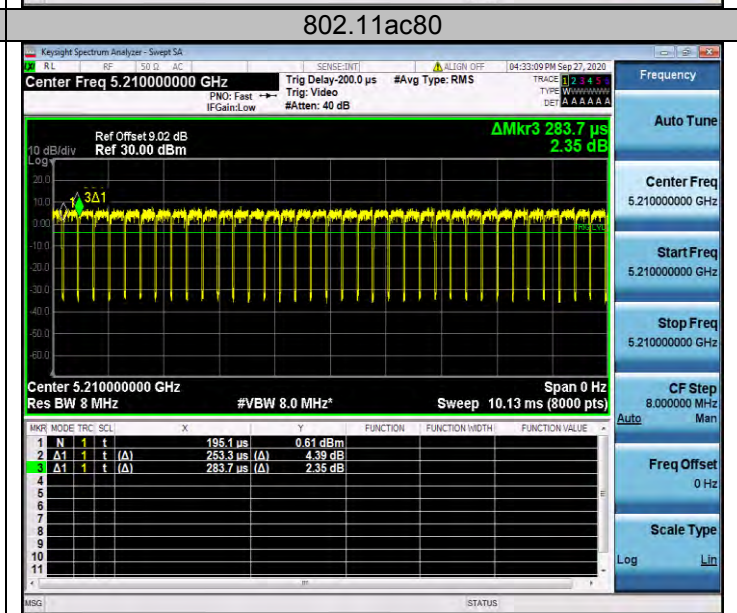 802.11ac80
Keysight Spectrum Analyzer - Swept SA
RL RF 50 Ω AC SENSE:INT ALIGN OFF 04:33:09 PM Sep 27, 2020
Center Freq 5.210000000 GHz
PNO: Fast
IFGain:Low
Trig Delay-200.0 µs
Trig: Video
#Atten: 40 dB
#Avg Type: RMS
TRACE 1 2 3 4 5 6
TYPE W
DET A A A A A A
Frequency
Ref Offset 9.02 dB
10 dB/div Ref 30.00 dBm
Log
ΔMkr3 283.7 µs
2.35 dB
20.0
10.0
0.00
-10.0
-20.0
-30.0
-40.0
-50.0
-60.0
1 3Δ1
TRIG LVL
Center 5.210000000 GHz Span 0 Hz
Res BW 8 MHz #VBW 8.0 MHz* Sweep 10.13 ms (8000 pts)
MKR MODE TRC SCL X Y FUNCTION FUNCTION WIDTH FUNCTION VALUE
1 N 1 t 195.1 µs 0.61 dBm
2 Δ1 1 t (Δ) 253.3 µs (Δ) 4.39 dB
3 Δ1 1 t (Δ) 283.7 µs (Δ) 2.35 dB
4
5
6
7
8
9
10
11
Auto Tune
Center Freq
5.210000000 GHz
Start Freq
5.210000000 GHz
Stop Freq
5.210000000 GHz
CF Step
8.000000 MHz
Auto Man
Freq Offset
0 Hz
Scale Type
Log Lin
MSG STATUS